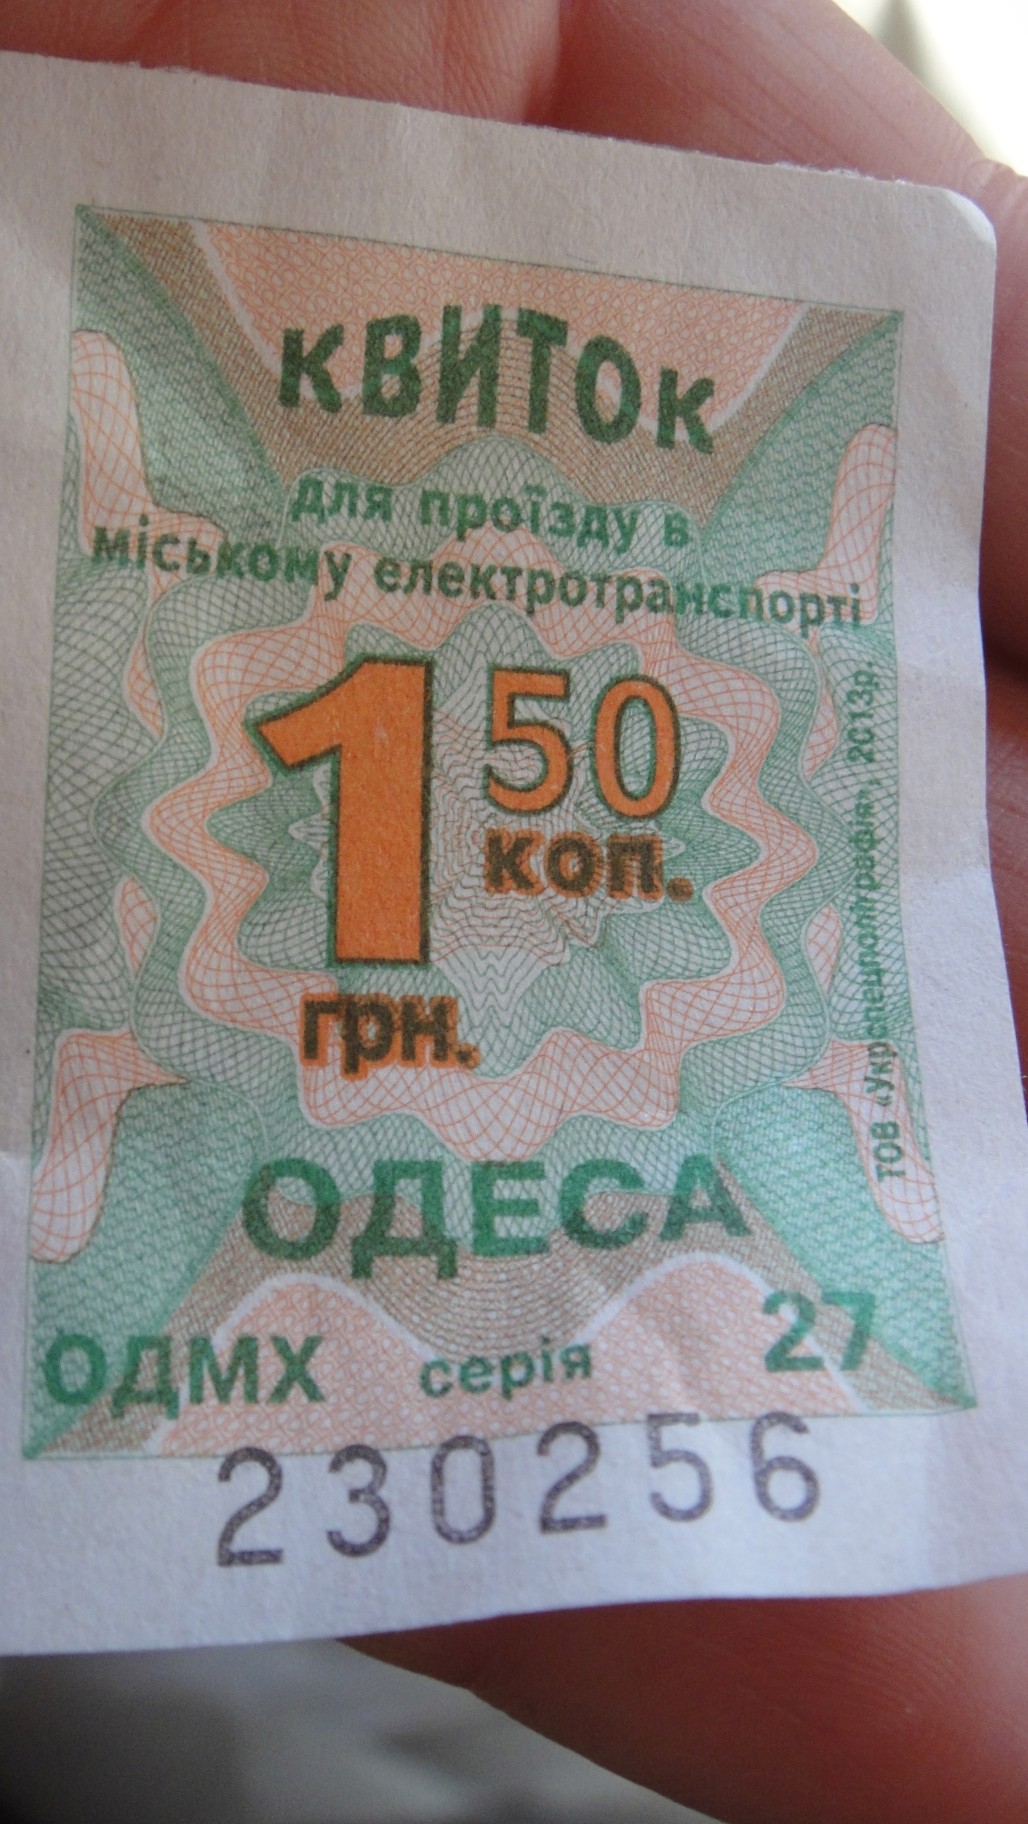 КВИТОК
для проїзду в
міському електротранспорті
1 50
коп.
грн.
ТОВ «Укрспецполіграфія», 2013р.
ОДЕСА
ОДМХ серія 27
230256